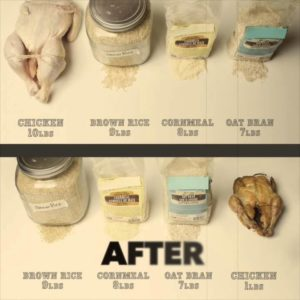 CHICKEN BROWN RICE CORNMEAL OAT BRAN
10LBS 9LBS 8LBS 7LBS
AFTER
BROWN RICE CORNMEAL OAT BRAN CHICKEN
9LBS 8LBS 7LBS 1LBS